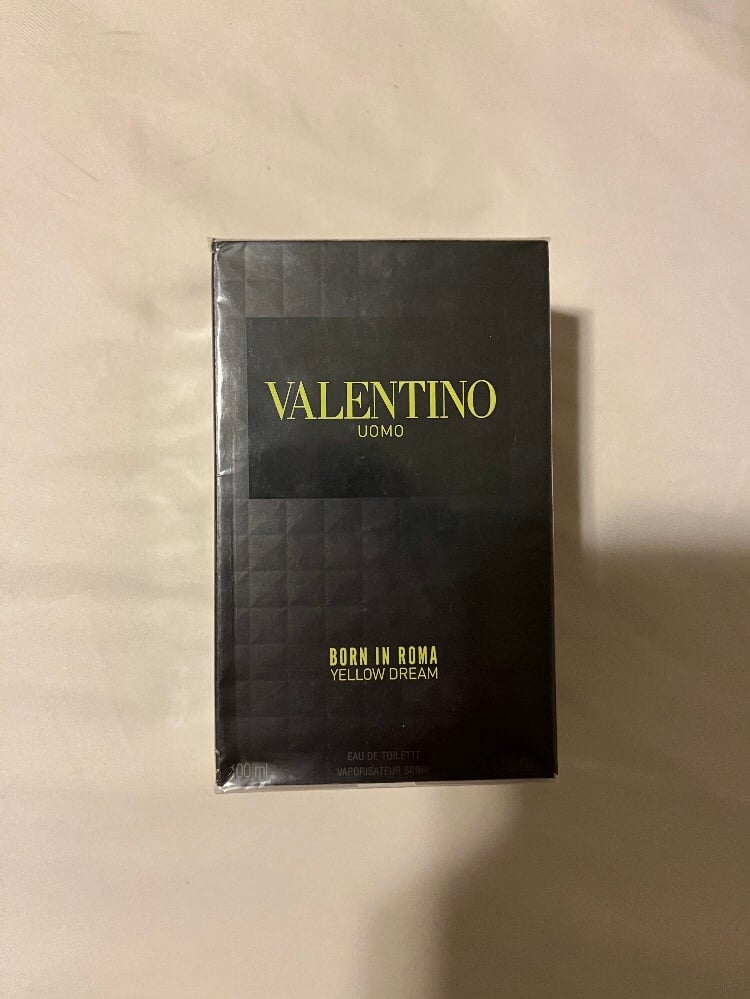 VALENTINO
UOMO
BORN IN ROMA
YELLOW DREAM
EAU DE TOILETTE
VAPORISATEUR SPRAY
100 ml